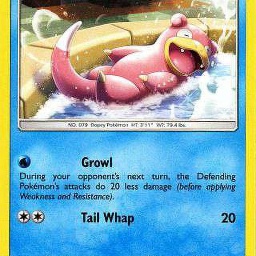 NO. 079 Dopey Pokémon HT: 3'11" WT: 79.4 lbs.
Growl
During your opponent's next turn, the Defending
Pokémon's attacks do 20 less damage (before applying
Weakness and Resistance).
Tail Whap 20